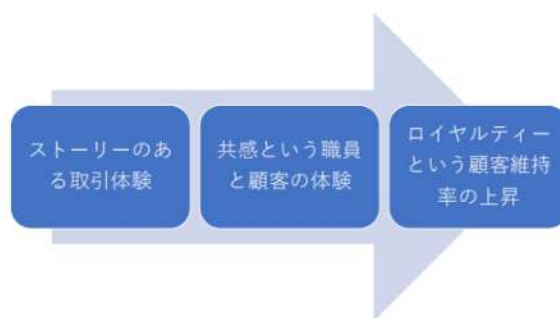 ストーリーのあ
る取引体験
共感という職員
と顧客の体験
ロイヤルティー
という顧客維持
率の上昇